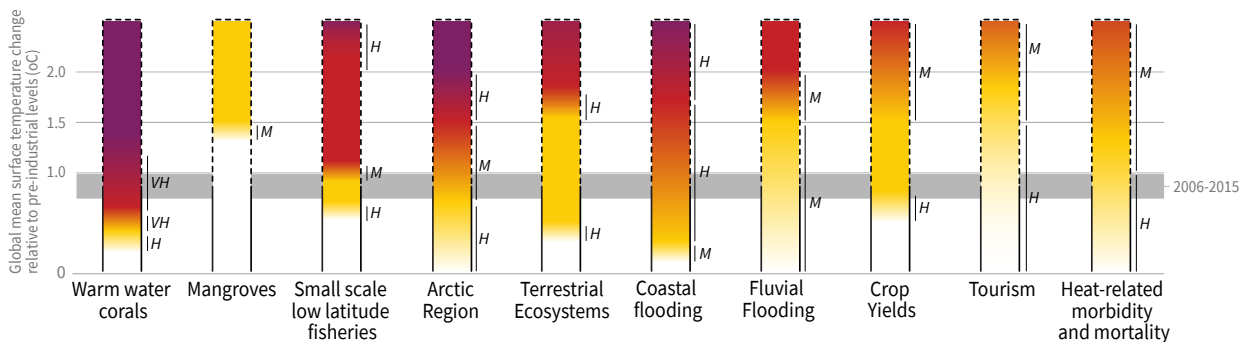 Global mean surface temperature change
relative to pre-industrial levels (oC)
2.0
1.5
1.0
0
2006-2015
VH
VH
H
M
H
M
H
H
M
H
H
H
H
H
M
M
M
M
H
M
H
M
H
Warm water
corals
Mangroves
Small scale
low latitude
fisheries
Arctic
Region
Terrestrial
Ecosystems
Coastal
flooding
Fluvial
Flooding
Crop
Yields
Tourism
Heat-related
morbidity
and mortality